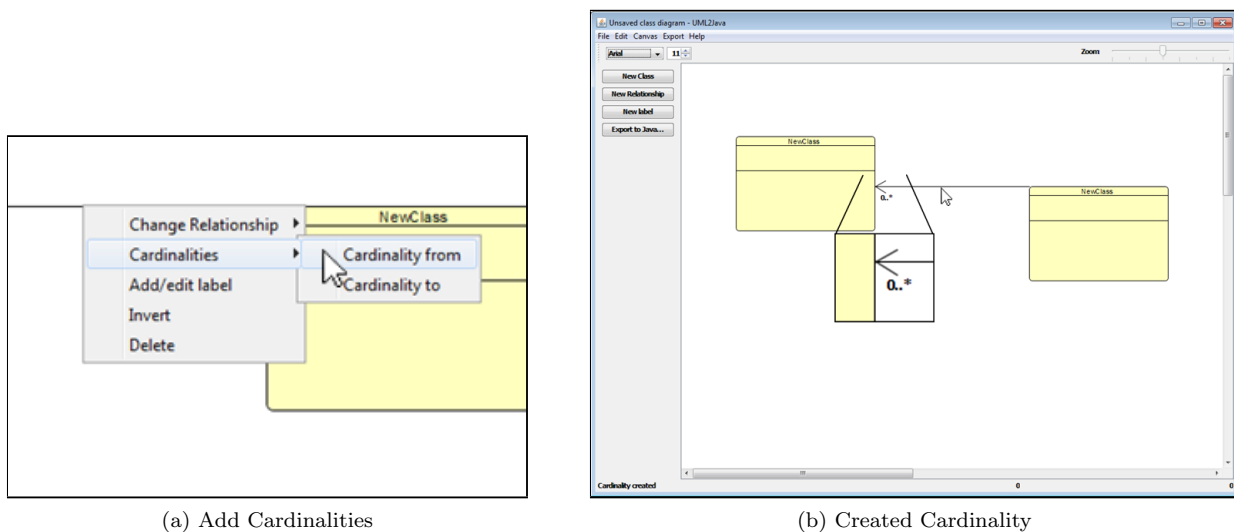 NewClass
Change Relationship
Cardinalities
Add/edit label
Invert
Delete
Cardinality from
Cardinality to
(a) Add Cardinalities
Unsaved class diagram - UML2Java
File Edit Canvas Export Help
Arial 11 Zoom
New Class
New Relationship
New label
Export to Java...
NewClass
0..*
NewClass
0..*
Cardinality created 0 0
(b) Created Cardinality